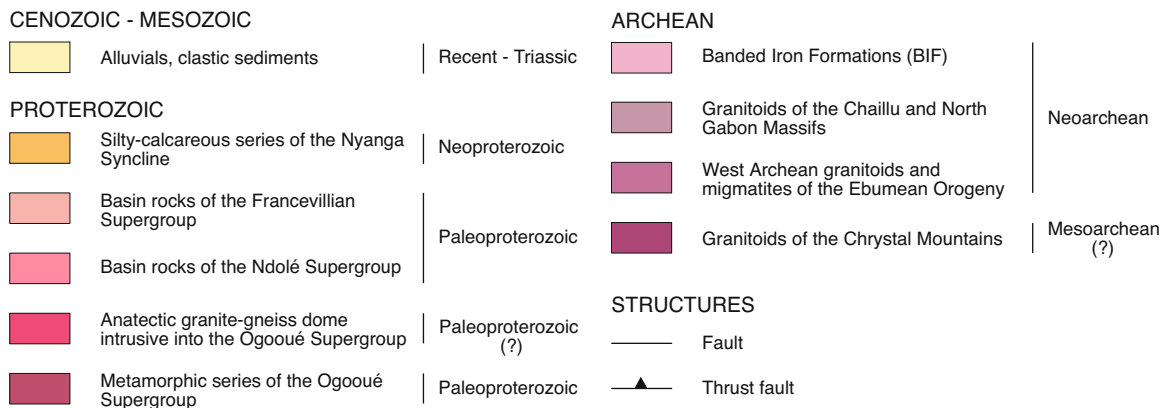 CENOZOIC - MESOZOIC
Alluvials, clastic sediments
Recent - Triassic
PROTEROZOIC
Silty-calcareous series of the Nyanga
Syncline
Neoproterozoic
Basin rocks of the Francevillian
Supergroup
Basin rocks of the Ndolé Supergroup
Paleoproterozoic
Anatectic granite-gneiss dome
intrusive into the Ogooué Supergroup
Paleoproterozoic
(?)
Metamorphic series of the Ogooué
Supergroup
Paleoproterozoic
ARCHEAN
Banded Iron Formations (BIF)
Granitoids of the Chaillu and North
Gabon Massifs
West Archean granitoids and
migmatites of the Ebumean Orogeny
Neoarchean
Granitoids of the Chrystal Mountains
Mesoarchean
(?)
STRUCTURES
Fault
Thrust fault